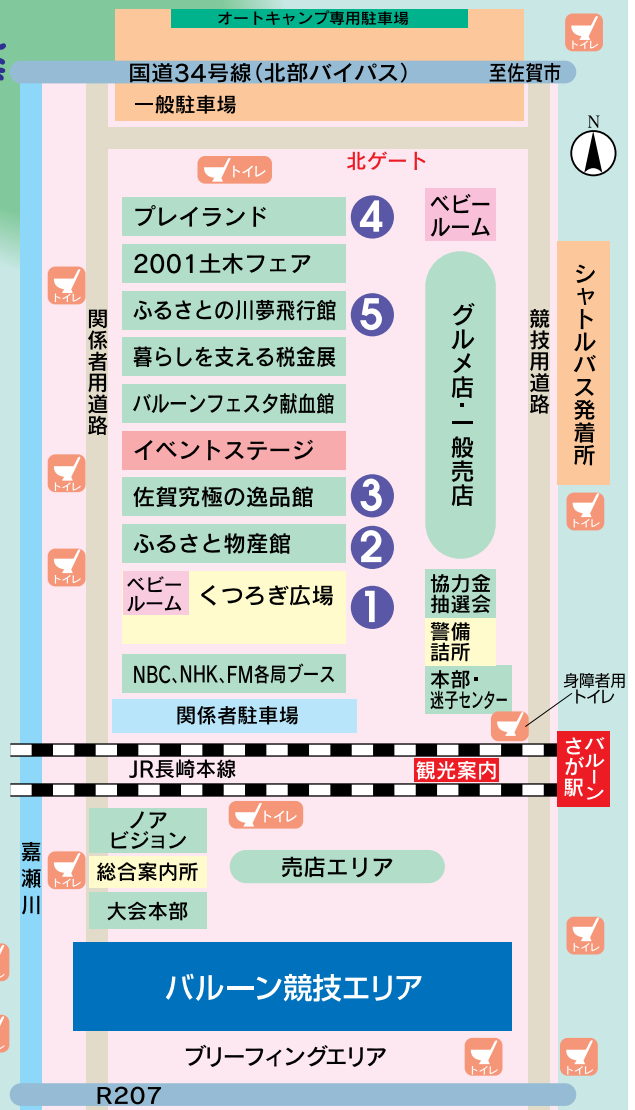 オートキャンプ専用駐車場
トイレ
国道34号線（北部バイパス）
至佐賀市
一般駐車場
N
北ゲート
トイレ
プレイランド
4
ベビー
ルーム
2001土木フェア
トイレ
ふるさとの川夢飛行館
5
関係者用道路
グルメ店・一般売店
競技用道路
シャトルバス発着所
暮らしを支える税金展
バルーンフェスタ献血館
イベントステージ
トイレ
佐賀究極の逸品館
3
トイレ
ふるさと物産館
2
トイレ
ベビー
ルーム
くつろぎ広場
1
協力金
抽選会
警備
詰所
NBC、NHK、FM各局ブース
本部・
迷子センター
身障者用
トイレ
関係者駐車場
トイレ
JR長崎本線
観光案内
バルーン
さが駅
ノア
ビジョン
トイレ
嘉瀬川
トイレ
総合案内所
売店エリア
大会本部
トイレ
バルーン競技エリア
ブリーフィングエリア
トイレ
トイレ
R207